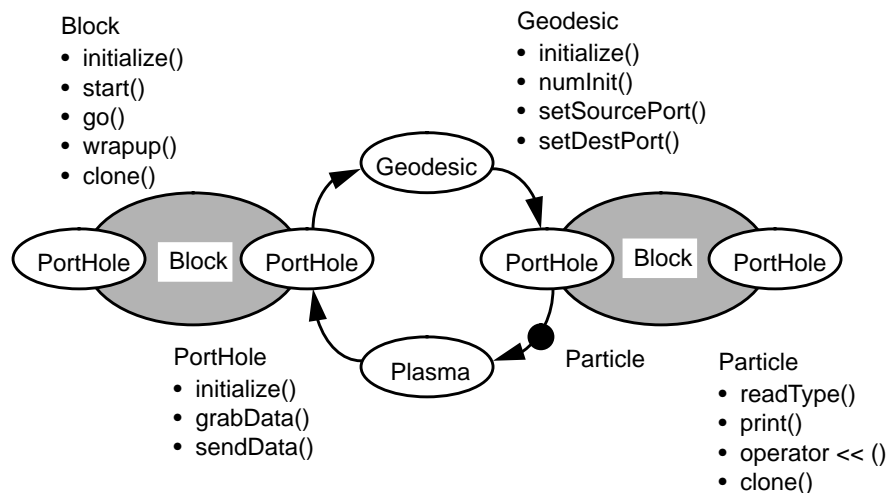 Block
• initialize()
• start()
• go()
• wrapup()
• clone()
Geodesic
• initialize()
• numInit()
• setSourcePort()
• setDestPort()
Geodesic
PortHole
Block
PortHole
PortHole
Block
PortHole
Plasma
Particle
PortHole
• initialize()
• grabData()
• sendData()
Particle
• readType()
• print()
• operator << ()
• clone()